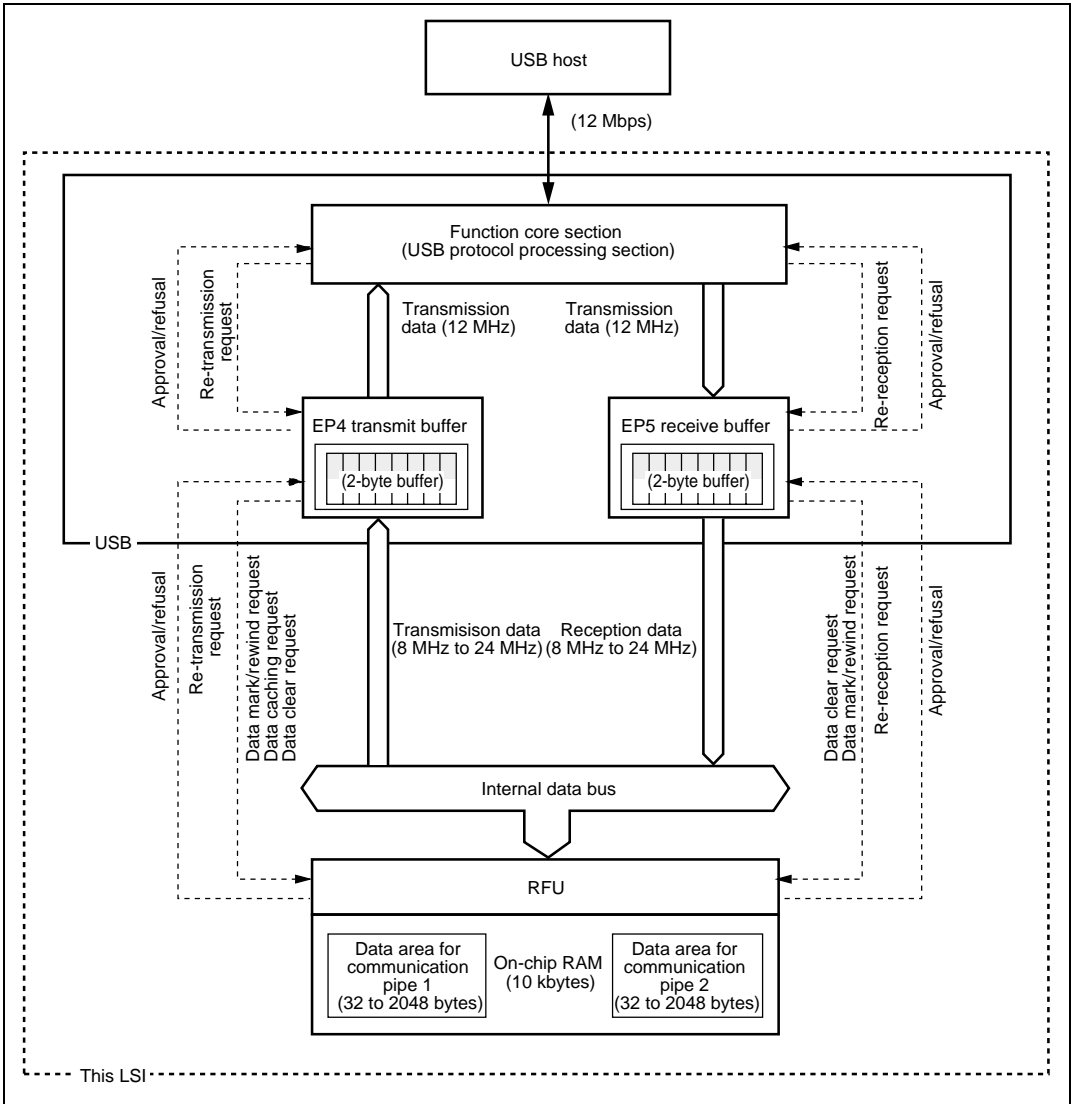 USB host
(12 Mbps)
Function core section
(USB protocol processing section)
Approval/refusal
Re-transmission
request
Transmission
data (12 MHz)
Transmission
data (12 MHz)
Re-reception request
Approval/refusal
EP4 transmit buffer
(2-byte buffer)
EP5 receive buffer
(2-byte buffer)
USB
Approval/refusal
Re-transmission
request
Data mark/rewind request
Data caching request
Data clear request
Transmisison data
(8 MHz to 24 MHz)
Reception data
(8 MHz to 24 MHz)
Data clear request
Data mark/rewind request
Re-reception request
Approval/refusal
Internal data bus
RFU
Data area for
communication
pipe 1
(32 to 2048 bytes)
On-chip RAM
(10 kbytes)
Data area for
communication
pipe 2
(32 to 2048 bytes)
This LSI